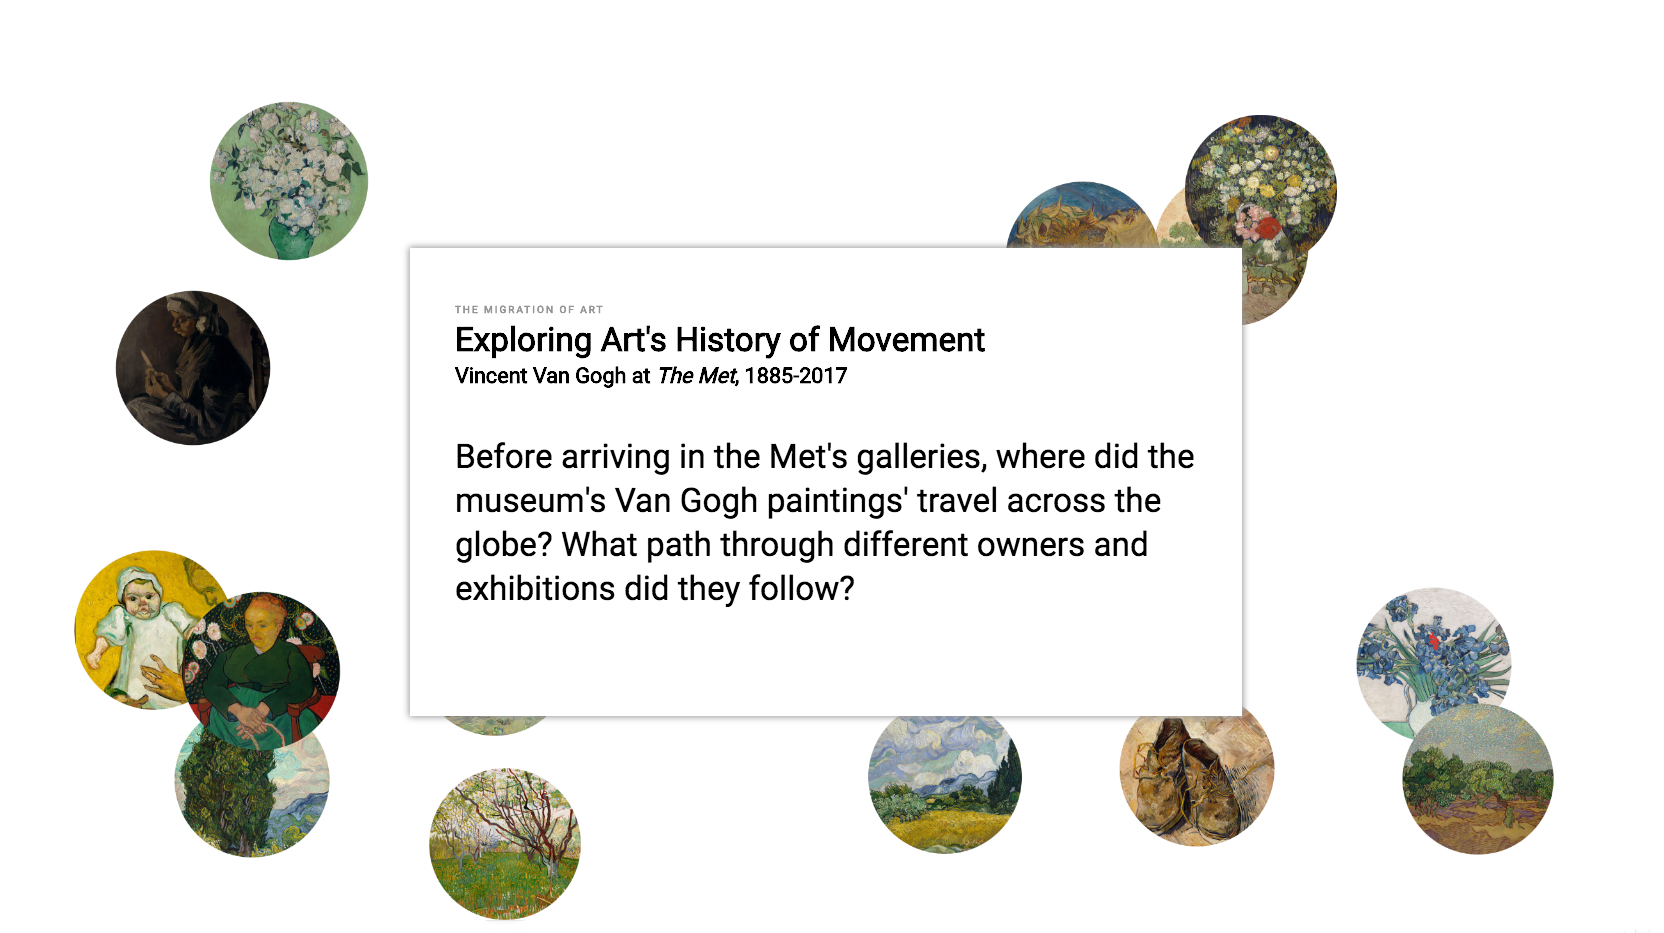 THE MIGRATION OF ART
Exploring Art's History of Movement
Vincent Van Gogh at The Met, 1885-2017
Before arriving in the Met's galleries, where did the
museum's Van Gogh paintings' travel across the
globe? What path through different owners and
exhibitions did they follow?